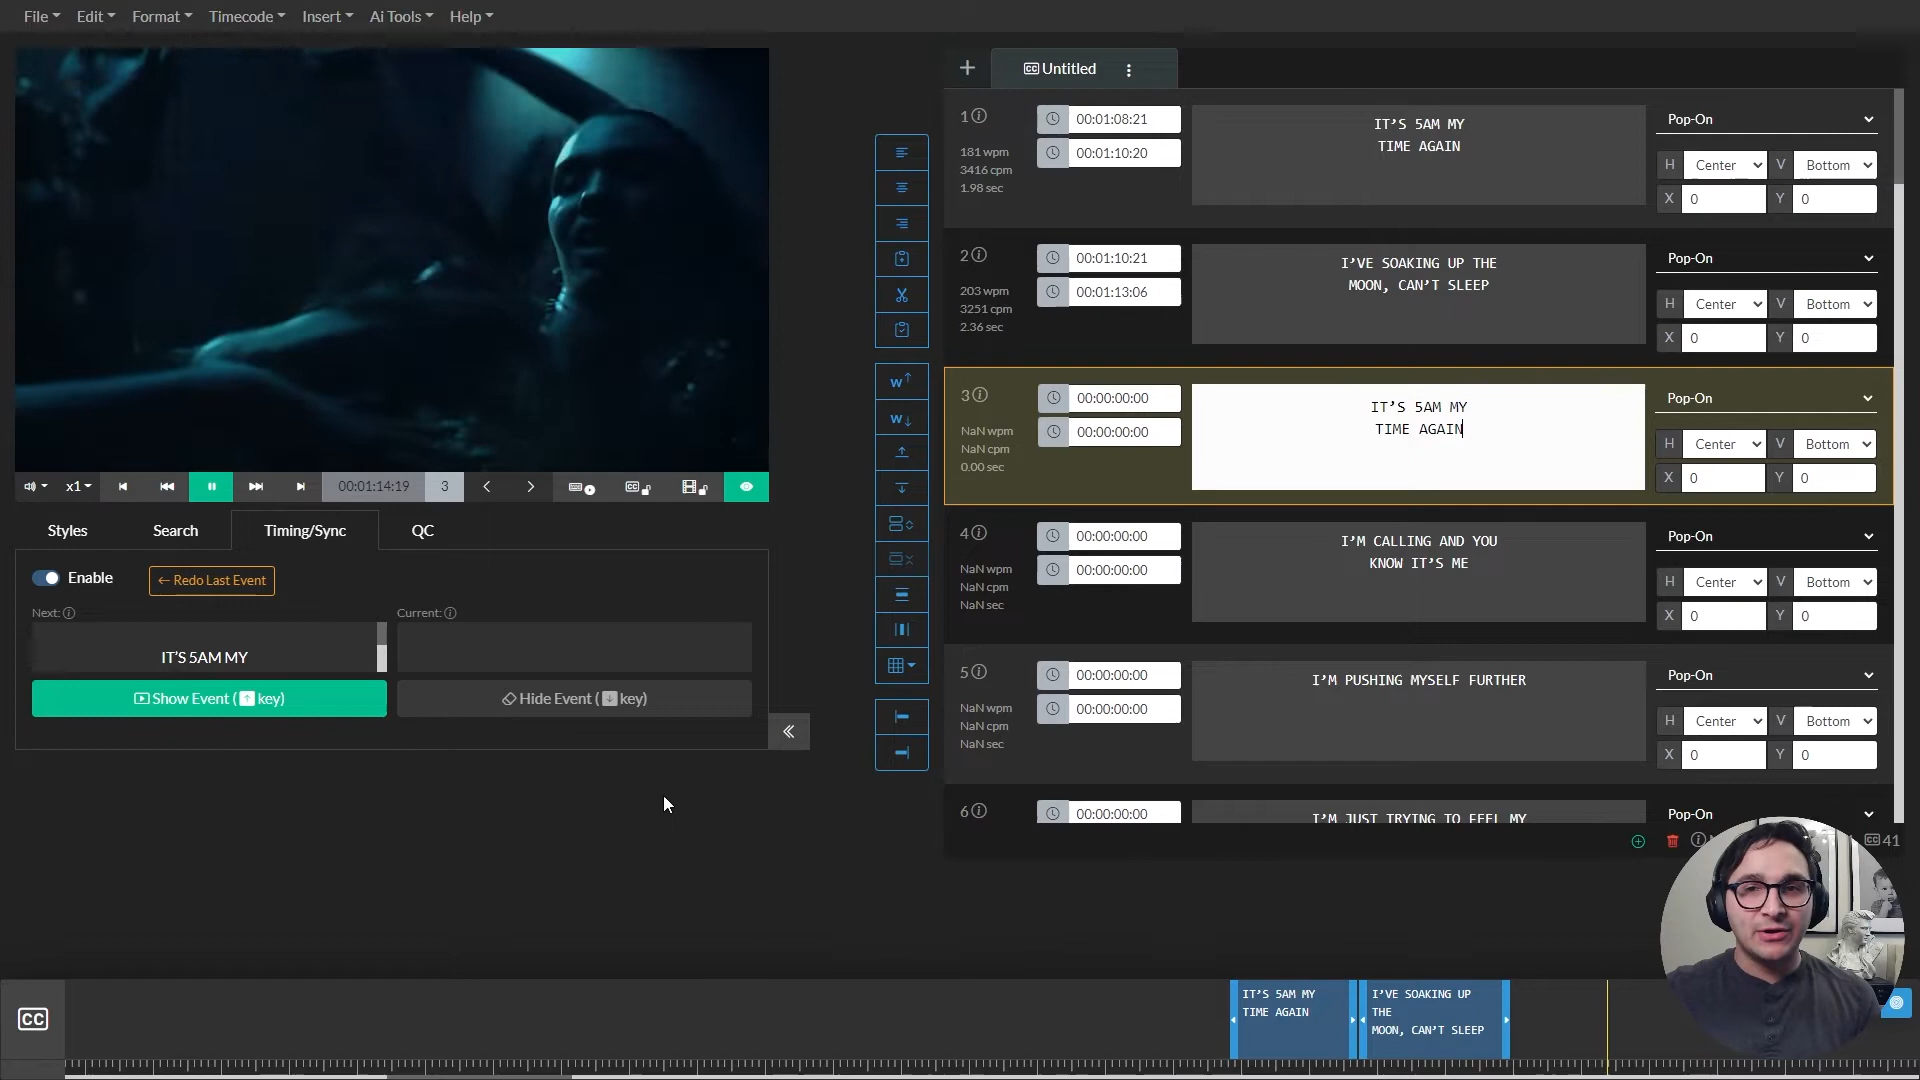 File
Edit
Format
Timecode
Insert
Ai Tools
Help
CC Untitled
1
00:01:08:21
00:01:10:20
181 wpm
3416 cpm
1.98 sec
IT’S 5AM MY
TIME AGAIN
Pop-On
H Center V Bottom
X 0 Y 0
2
00:01:10:21
00:01:13:06
203 wpm
3251 cpm
2.36 sec
I’VE SOAKING UP THE
MOON, CAN’T SLEEP
Pop-On
H Center V Bottom
X 0 Y 0
3
00:00:00:00
00:00:00:00
NaN wpm
NaN cpm
0.00 sec
IT’S 5AM MY
TIME AGAIN
Pop-On
H Center V Bottom
X 0 Y 0
4
00:00:00:00
00:00:00:00
NaN wpm
NaN cpm
NaN sec
I’M CALLING AND YOU
KNOW IT’S ME
Pop-On
H Center V Bottom
X 0 Y 0
5
00:00:00:00
00:00:00:00
NaN wpm
NaN cpm
NaN sec
I’M PUSHING MYSELF FURTHER
Pop-On
H Center V Bottom
X 0 Y 0
6
00:00:00:00
I’M JUST TRYING TO FEEL MY
Pop-On
CC 41
W
W
x1
00:01:14:19
3
CC
Styles
Search
Timing/Sync
QC
Enable
← Redo Last Event
Next:
Current:
IT’S 5AM MY
Show Event ( key)
Hide Event ( key)
CC
IT’S 5AM MY
TIME AGAIN
I’VE SOAKING UP
THE
MOON, CAN’T SLEEP